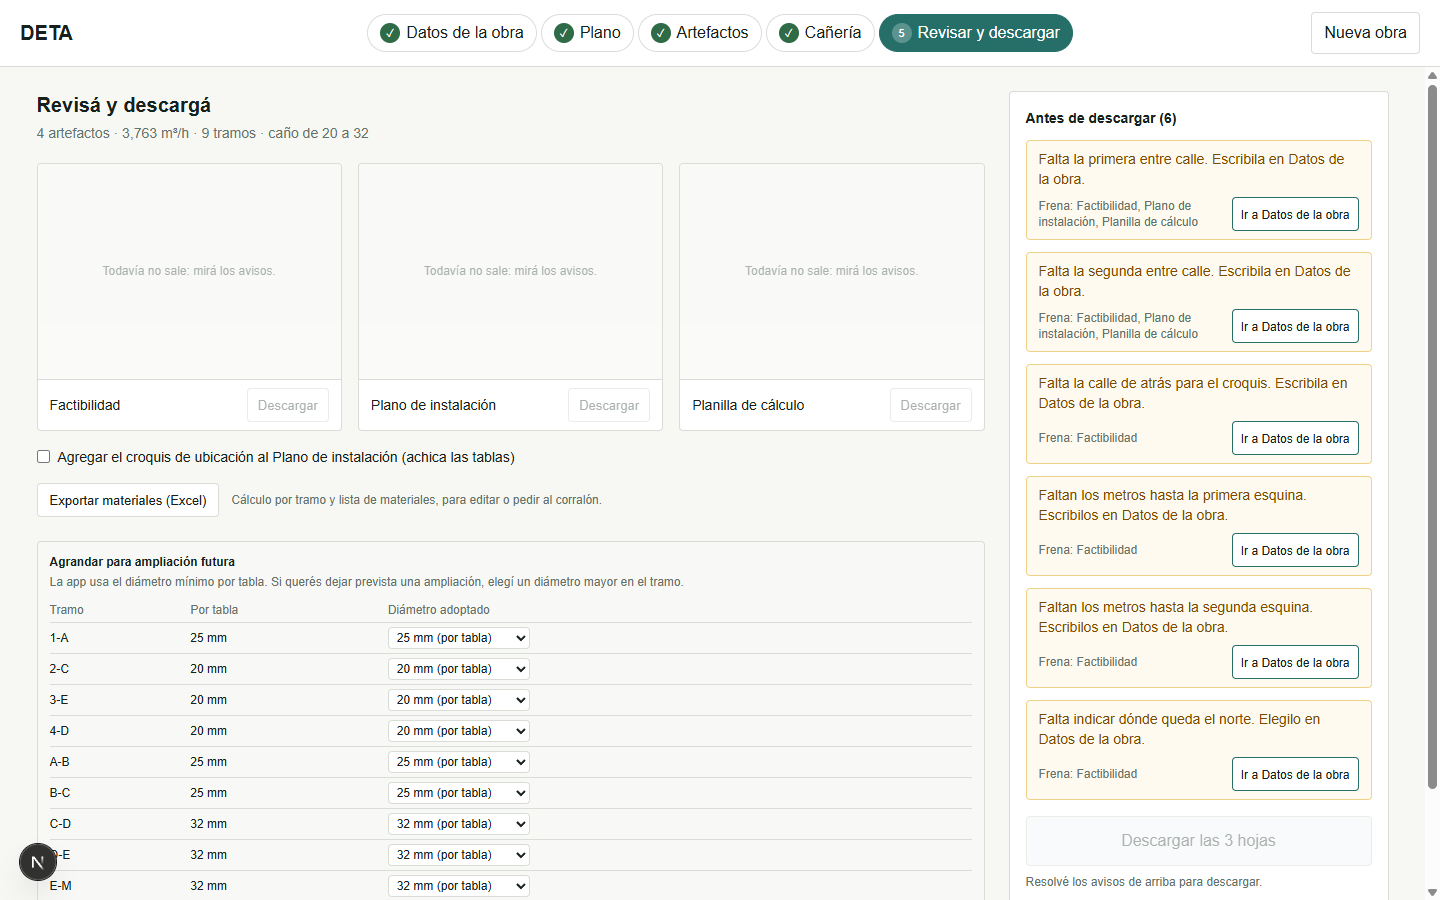 DETA
✓ Datos de la obra
✓ Plano
✓ Artefactos
✓ Cañería
5 Revisar y descargar
Nueva obra
Revisá y descargá
4 artefactos · 3,763 m³/h · 9 tramos · caño de 20 a 32
Todavía no sale: mirá los avisos.
Factibilidad
Descargar
Todavía no sale: mirá los avisos.
Plano de instalación
Descargar
Todavía no sale: mirá los avisos.
Planilla de cálculo
Descargar
Agregar el croquis de ubicación al Plano de instalación (achica las tablas)
Exportar materiales (Excel)
Cálculo por tramo y lista de materiales, para editar o pedir al corralón.
Agrandar para ampliación futura
La app usa el diámetro mínimo por tabla. Si querés dejar prevista una ampliación, elegí un diámetro mayor en el tramo.
Tramo Por tabla Diámetro adoptado
1-A 25 mm 25 mm (por tabla)
2-C 20 mm 20 mm (por tabla)
3-E 20 mm 20 mm (por tabla)
4-D 20 mm 20 mm (por tabla)
A-B 25 mm 25 mm (por tabla)
B-C 25 mm 25 mm (por tabla)
C-D 32 mm 32 mm (por tabla)
-E 32 mm 32 mm (por tabla)
E-M 32 mm 32 mm (por tabla)
N
Antes de descargar (6)
Falta la primera entre calle. Escribila en Datos de
la obra.
Frena: Factibilidad, Plano de
instalación, Planilla de cálculo
Ir a Datos de la obra
Falta la segunda entre calle. Escribila en Datos de
la obra.
Frena: Factibilidad, Plano de
instalación, Planilla de cálculo
Ir a Datos de la obra
Falta la calle de atrás para el croquis. Escribila en
Datos de la obra.
Frena: Factibilidad
Ir a Datos de la obra
Faltan los metros hasta la primera esquina.
Escribilos en Datos de la obra.
Frena: Factibilidad
Ir a Datos de la obra
Faltan los metros hasta la segunda esquina.
Escribilos en Datos de la obra.
Frena: Factibilidad
Ir a Datos de la obra
Falta indicar dónde queda el norte. Elegilo en
Datos de la obra.
Frena: Factibilidad
Ir a Datos de la obra
Descargar las 3 hojas
Resolvé los avisos de arriba para descargar.